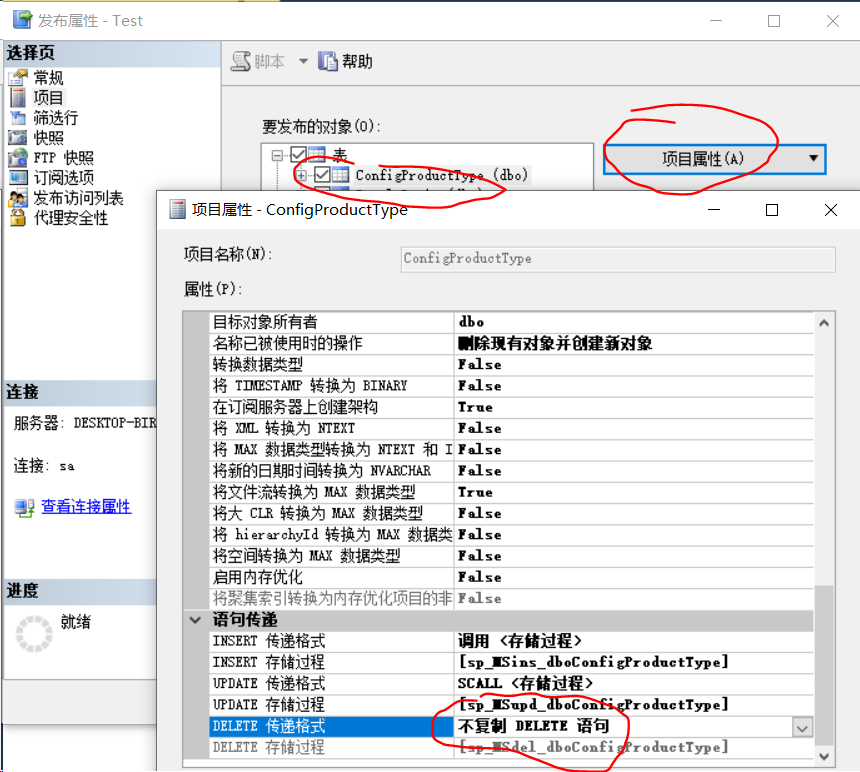 发布属性 - Test
选择页
常规
项目
筛选行
快照
FTP 快照
订阅选项
发布访问列表
代理安全性
脚本
帮助
要发布的对象(O):
表
ConfigProductType (dbo)
项目属性(A)
项目属性 - ConfigProductType
项目名称(N):
ConfigProductType
属性(P):
目标对象所有者 dbo
名称已被使用时的操作 删除现有对象并创建新对象
转换数据类型 False
将 TIMESTAMP 转换为 BINARY False
在订阅服务器上创建架构 True
将 XML 转换为 NTEXT False
将 MAX 数据类型转换为 NTEXT 和 I False
将新的日期时间转换为 NVARCHAR False
将文件流转换为 MAX 数据类型 True
将大 CLR 转换为 MAX 数据类型 False
将 hierarchyId 转换为 MAX 数据类 False
将空间转换为 MAX 数据类型 False
启用内存优化 False
将聚集索引转换为内存优化项目的非 False
语句传递
INSERT 传递格式 调用 <存储过程>
INSERT 存储过程 [sp_MSins_dboConfigProductType]
UPDATE 传递格式 SCALL <存储过程>
UPDATE 存储过程 [sp_MSupd_dboConfigProductType]
DELETE 传递格式 不复制 DELETE 语句
DELETE 存储过程 [sp_MSdel_dboConfigProductType]
连接
服务器: DESKTOP-BIR
连接: sa
查看连接属性
进度
就绪